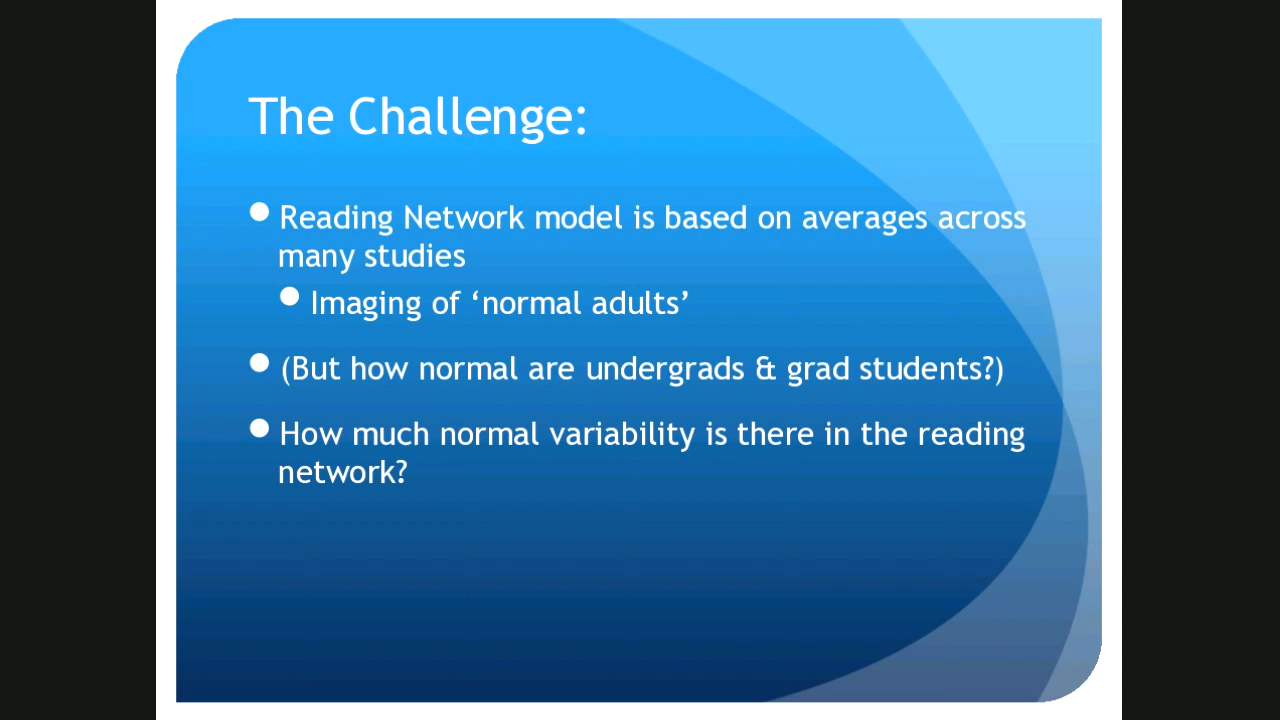 The Challenge:
Reading Network model is based on averages across
many studies
Imaging of ‘normal adults’
(But how normal are undergrads & grad students?)
How much normal variability is there in the reading
network?